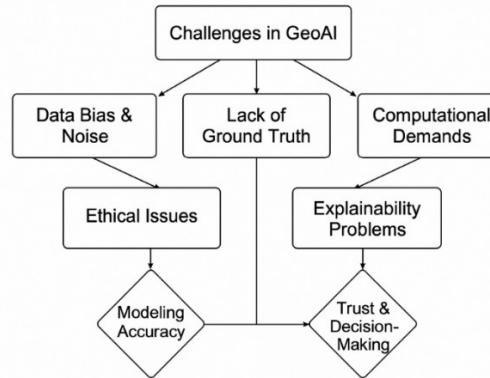 Challenges in GeoAI
Data Bias &
Noise
Lack of
Ground Truth
Computational
Demands
Ethical Issues
Explainability
Problems
Modeling
Accuracy
Trust &
Decision-
Making